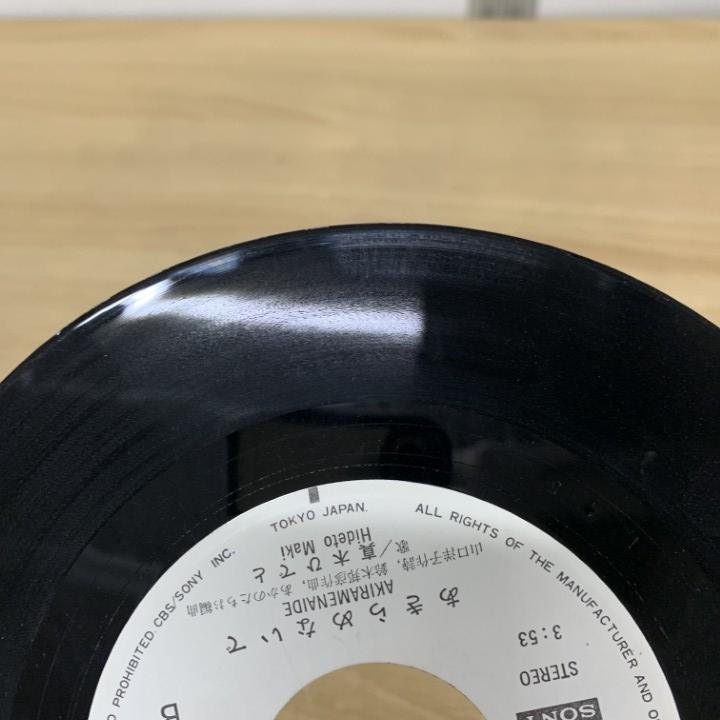 SONY
STEREO
3:53
あきらめないで
AKIRAMENAIDE
山口洋子作詩, 鈴木邦彦作曲, あかのたちお編曲
歌/真木ひでと
Hideto Maki
ALL RIGHTS OF THE MANUFACTURER AND O
D PROHIBITED. CBS/SONY INC. TOKYO JAPAN.